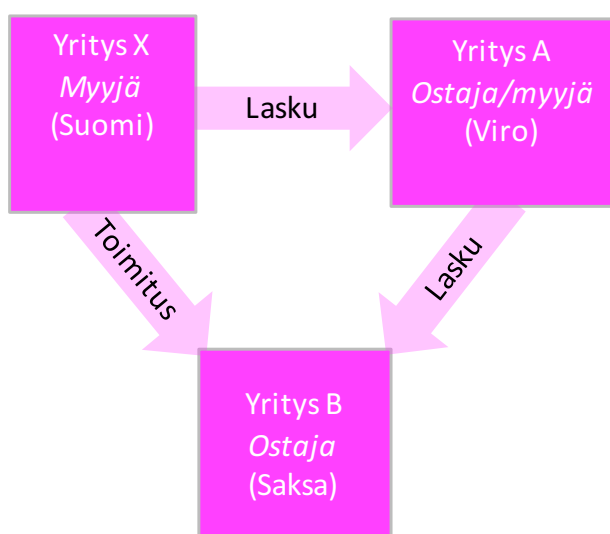 Yritys X
Myyjä
(Suomi)
Lasku
Yritys A
Ostaja/myyjä
(Viro)
Toimitus
Lasku
Yritys B
Ostaja
(Saksa)